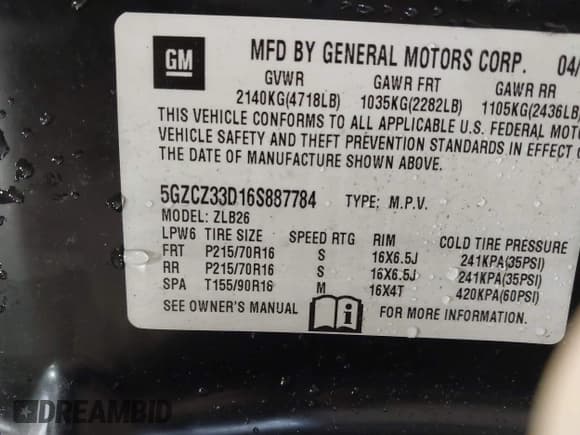 GM
MFD BY GENERAL MOTORS CORP. 04/
GVWR GAWR FRT GAWR RR
2140KG(4718LB) 1035KG(2282LB) 1105KG(2436LB
THIS VEHICLE CONFORMS TO ALL APPLICABLE U.S. FEDERAL MOTO
VEHICLE SAFETY AND THEFT PREVENTION STANDARDS IN EFFECT O
THE DATE OF MANUFACTURE SHOWN ABOVE.
5GZCZ33D16S887784 TYPE: M.P.V.
MODEL: ZLB26
LPW6 TIRE SIZE SPEED RTG RIM COLD TIRE PRESSURE
FRT P215/70R16 S 16X6.5J 241KPA(35PSI)
RR P215/70R16 S 16X6.5J 241KPA(35PSI)
SPA T155/90R16 M 16X4T 420KPA(60PSI)
SEE OWNER'S MANUAL FOR MORE INFORMATION.
DREAMBID